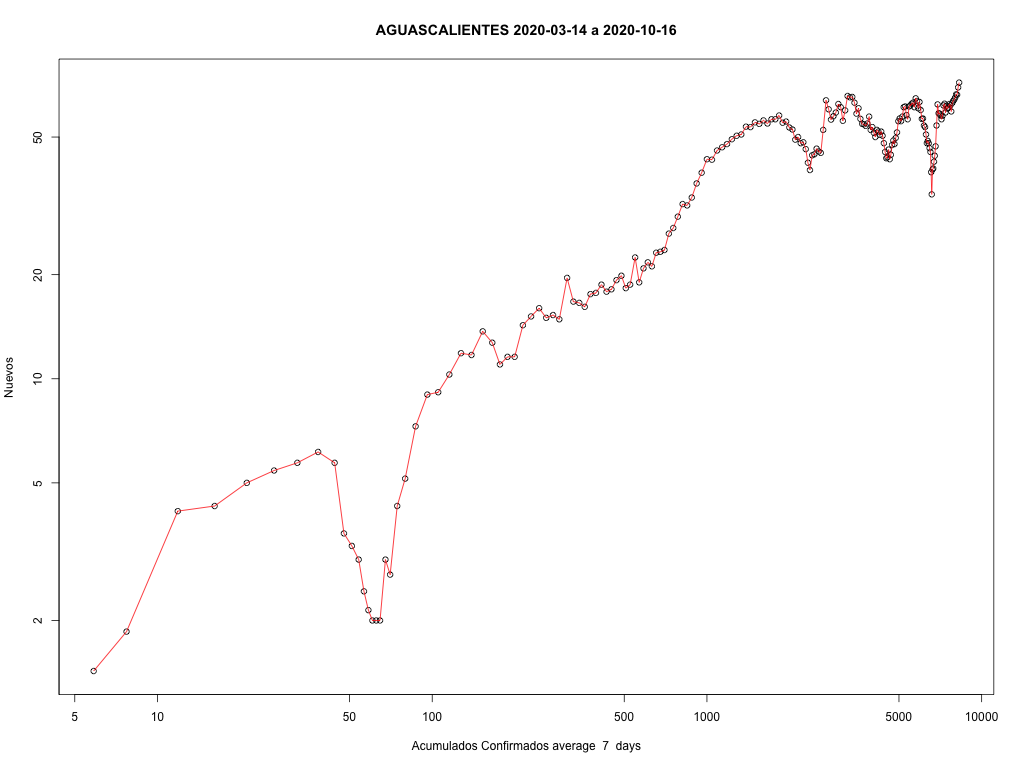 AGUASCALIENTES 2020-03-14 a 2020-10-16
Nuevos
50
20
10
5
2
5 10 50 100 500 1000 5000 10000
Acumulados Confirmados average 7 days